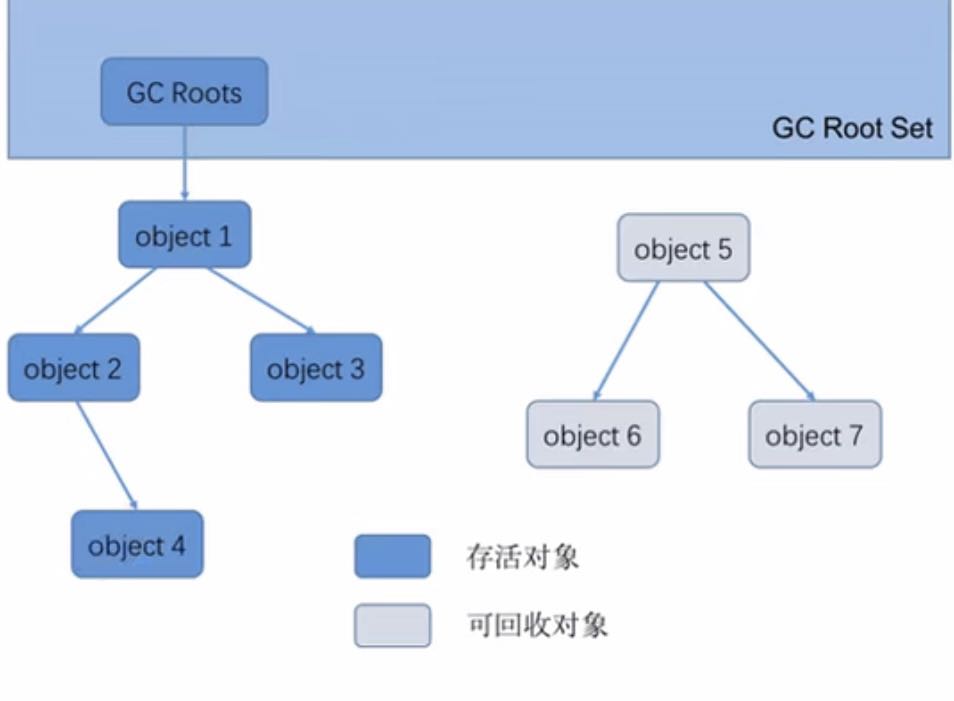 GC Roots
GC Root Set
object 1
object 5
object 2
object 3
object 6
object 7
object 4
存活对象
可回收对象